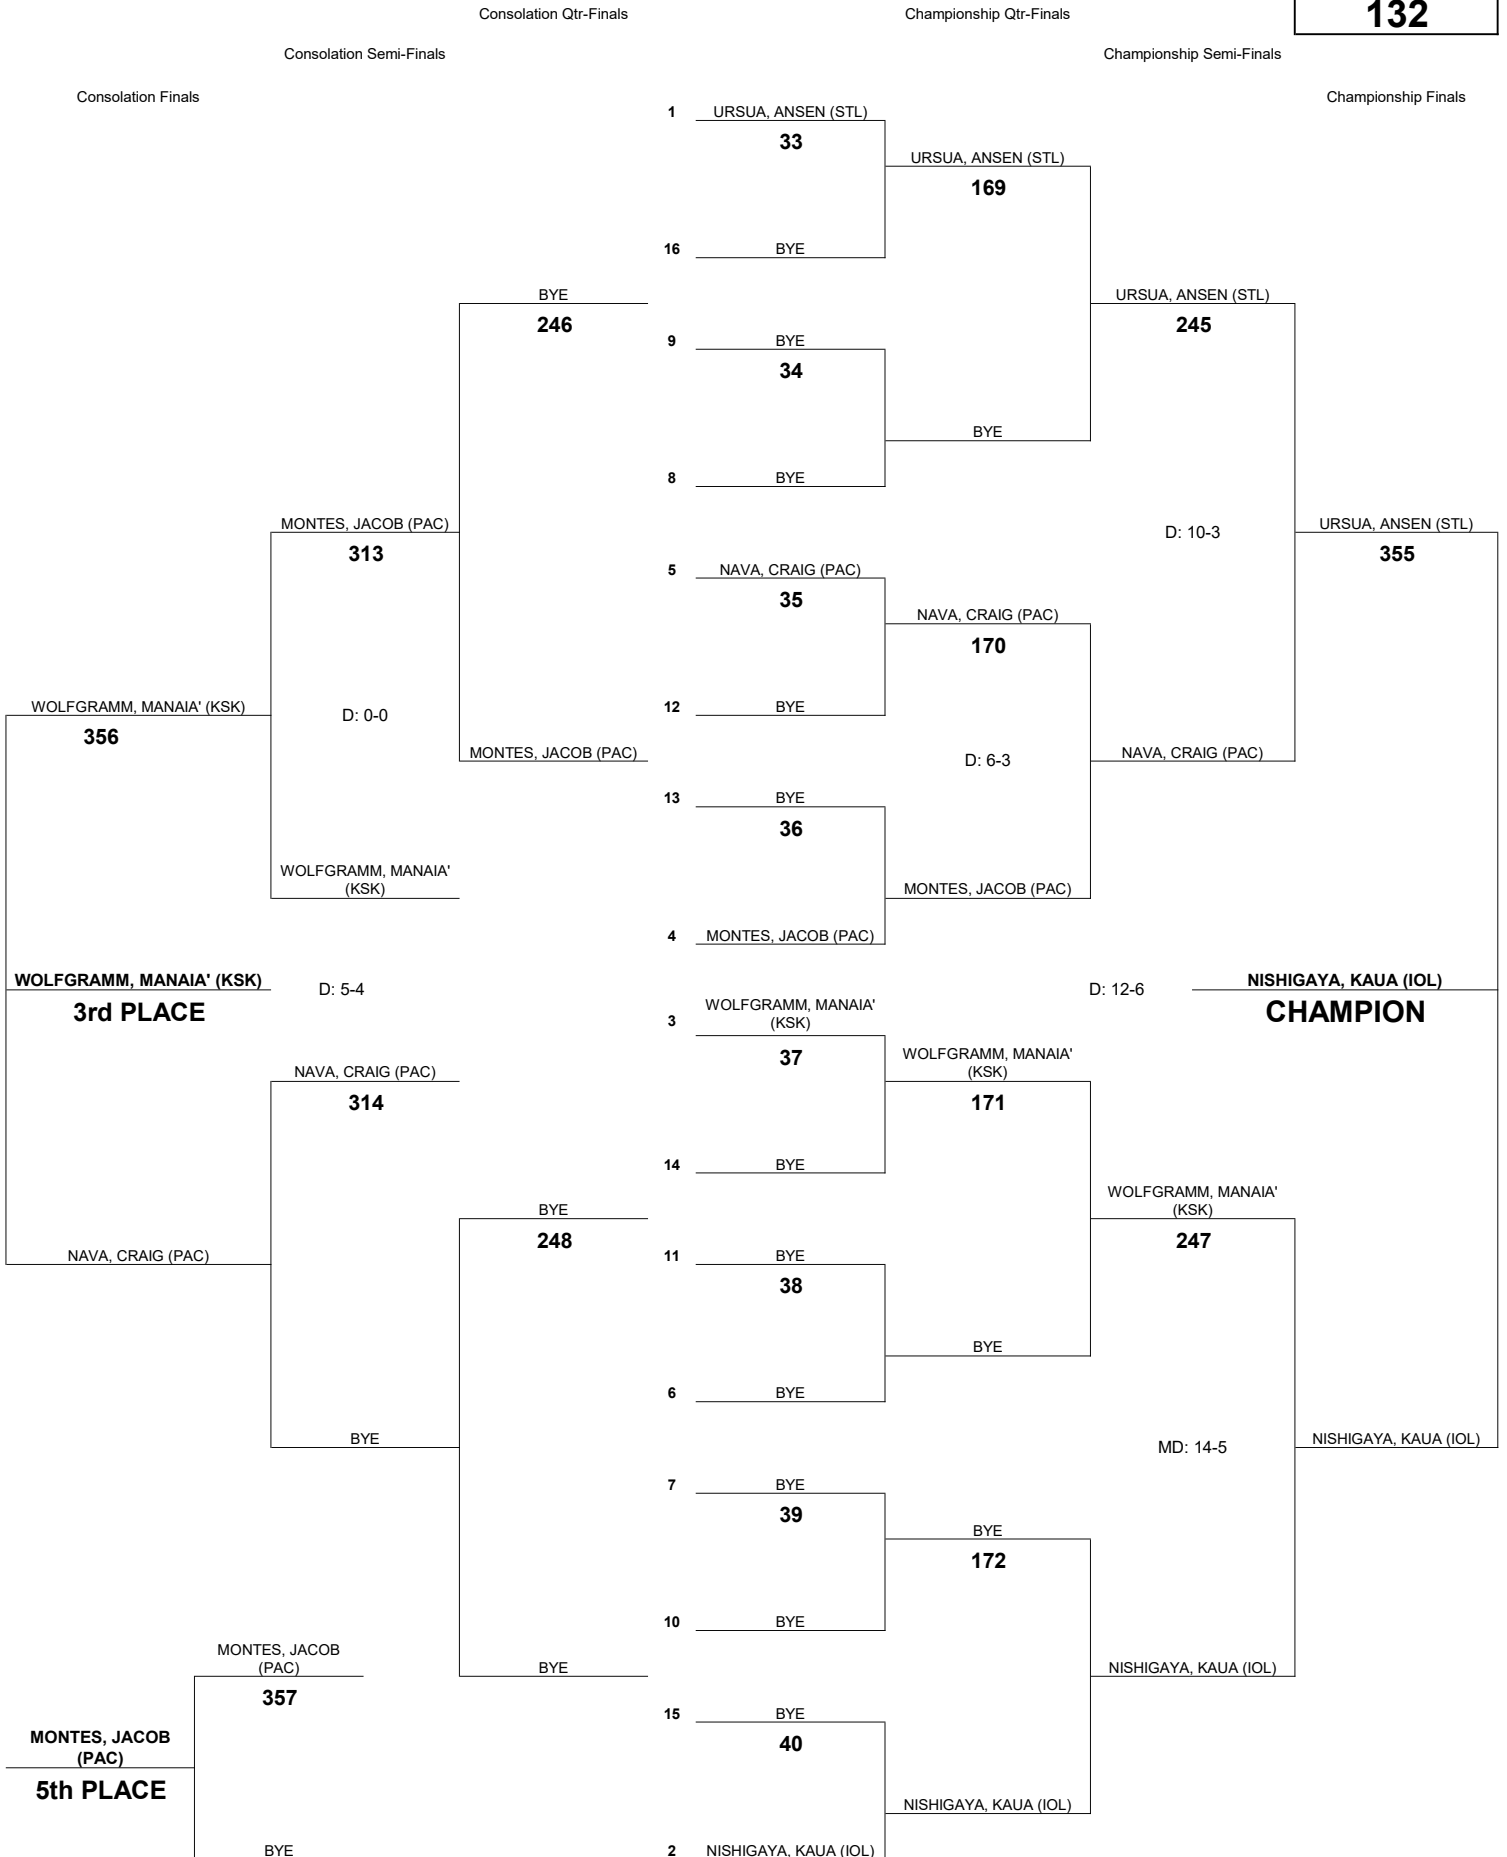 Consolation Qtr-Finals
Championship Qtr-Finals
132
Consolation Semi-Finals
Championship Semi-Finals
Consolation Finals
Championship Finals
1 URSUA, ANSEN (STL)
33
URSUA, ANSEN (STL)
169
16 BYE
BYE
URSUA, ANSEN (STL)
246
245
9 BYE
34
BYE
8 BYE
MONTES, JACOB (PAC)
D: 10-3
URSUA, ANSEN (STL)
313
355
5 NAVA, CRAIG (PAC)
35
NAVA, CRAIG (PAC)
170
WOLFGRAMM, MANAIA' (KSK)
D: 0-0
12 BYE
356
MONTES, JACOB (PAC)
D: 6-3
NAVA, CRAIG (PAC)
13 BYE
36
WOLFGRAMM, MANAIA'
(KSK)
MONTES, JACOB (PAC)
4 MONTES, JACOB (PAC)
WOLFGRAMM, MANAIA' (KSK)
D: 5-4
D: 12-6
NISHIGAYA, KAUA (IOL)
3rd PLACE
CHAMPION
WOLFGRAMM, MANAIA'
3 (KSK)
37
WOLFGRAMM, MANAIA'
(KSK)
NAVA, CRAIG (PAC)
314
171
14 BYE
WOLFGRAMM, MANAIA'
(KSK)
BYE
248
247
NAVA, CRAIG (PAC)
11 BYE
38
BYE
6 BYE
BYE
MD: 14-5
NISHIGAYA, KAUA (IOL)
7 BYE
39
BYE
172
10 BYE
MONTES, JACOB
(PAC)
BYE
NISHIGAYA, KAUA (IOL)
357
15 BYE
MONTES, JACOB
(PAC)
40
5th PLACE
NISHIGAYA, KAUA (IOL)
BYE
2 NISHIGAYA, KAUA (IOL)